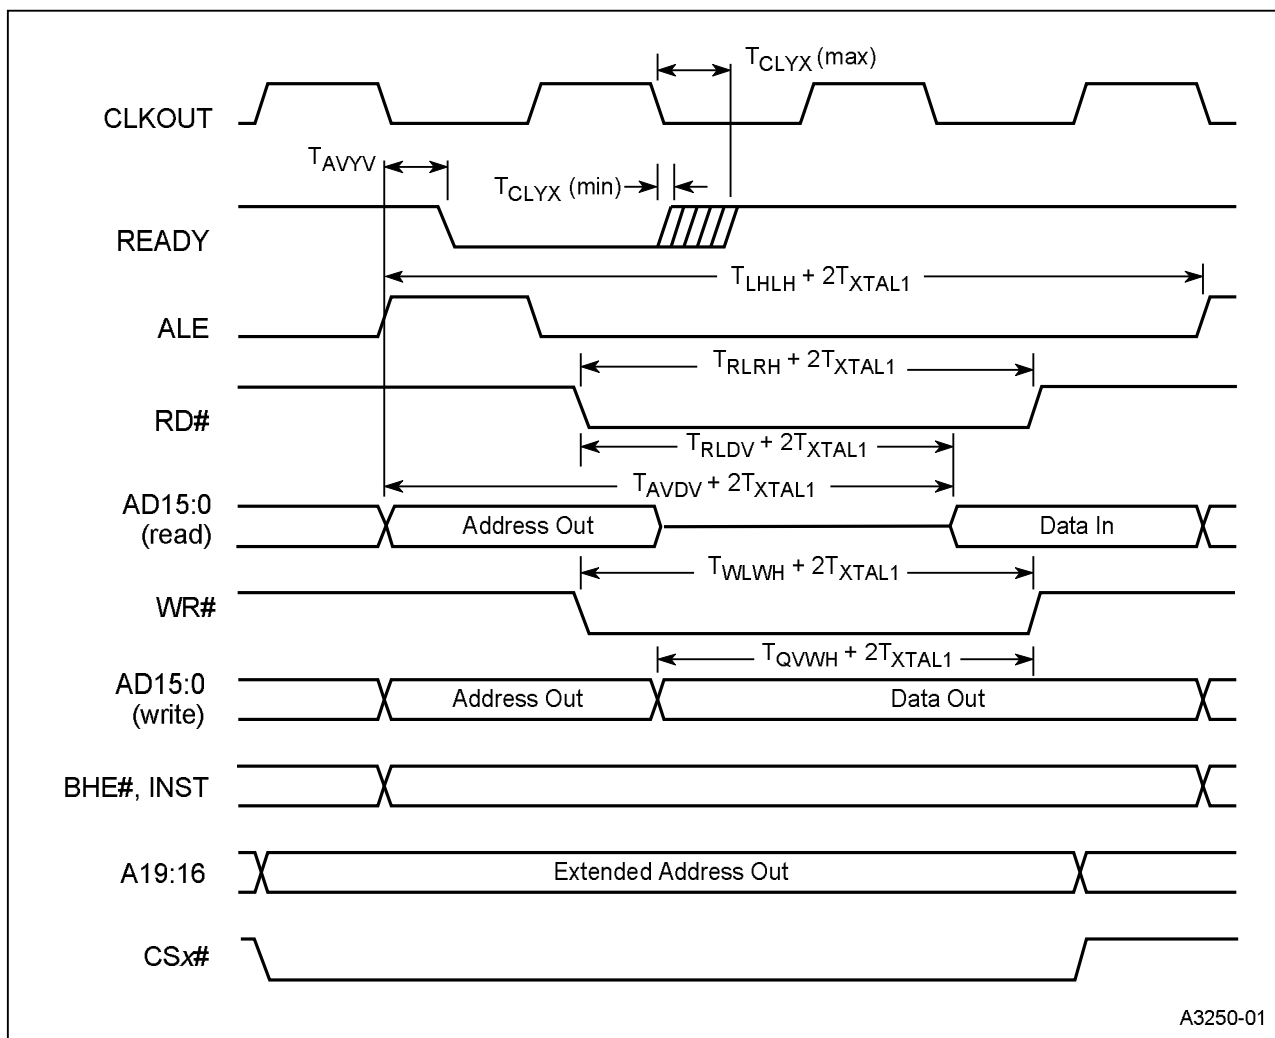 TCLYX (max)
CLKOUT
TAVYV
TCLYX (min)
READY
TLHLH + 2TXTAL1
ALE
TRLRH + 2TXTAL1
RD#
TRLDV + 2TXTAL1
TAVDV + 2TXTAL1
AD15:0
(read)
Address Out
Data In
TWLWH + 2TXTAL1
WR#
TQVWH + 2TXTAL1
AD15:0
(write)
Address Out
Data Out
BHE#, INST
A19:16
Extended Address Out
CSx#
A3250-01